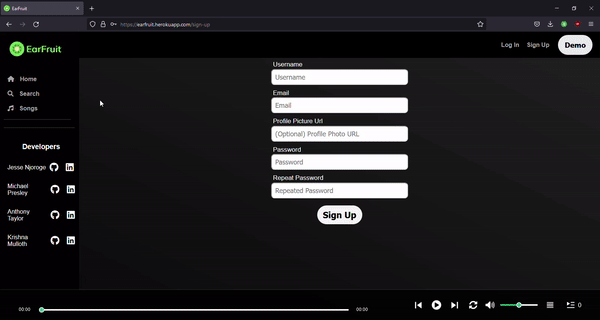 EarFruit
https://earfruit.herokuapp.com/sign-up
EarFruit
Log In Sign Up Demo
Home
Search
Songs
Developers
Jesse Njoroge
Michael
Presley
Anthony
Taylor
Krishna
Mulloth
Username
Username
Email
Email
Profile Picture Url
(Optional) Profile Photo URL
Password
Password
Repeat Password
Repeated Password
Sign Up
00:00
00:00
0